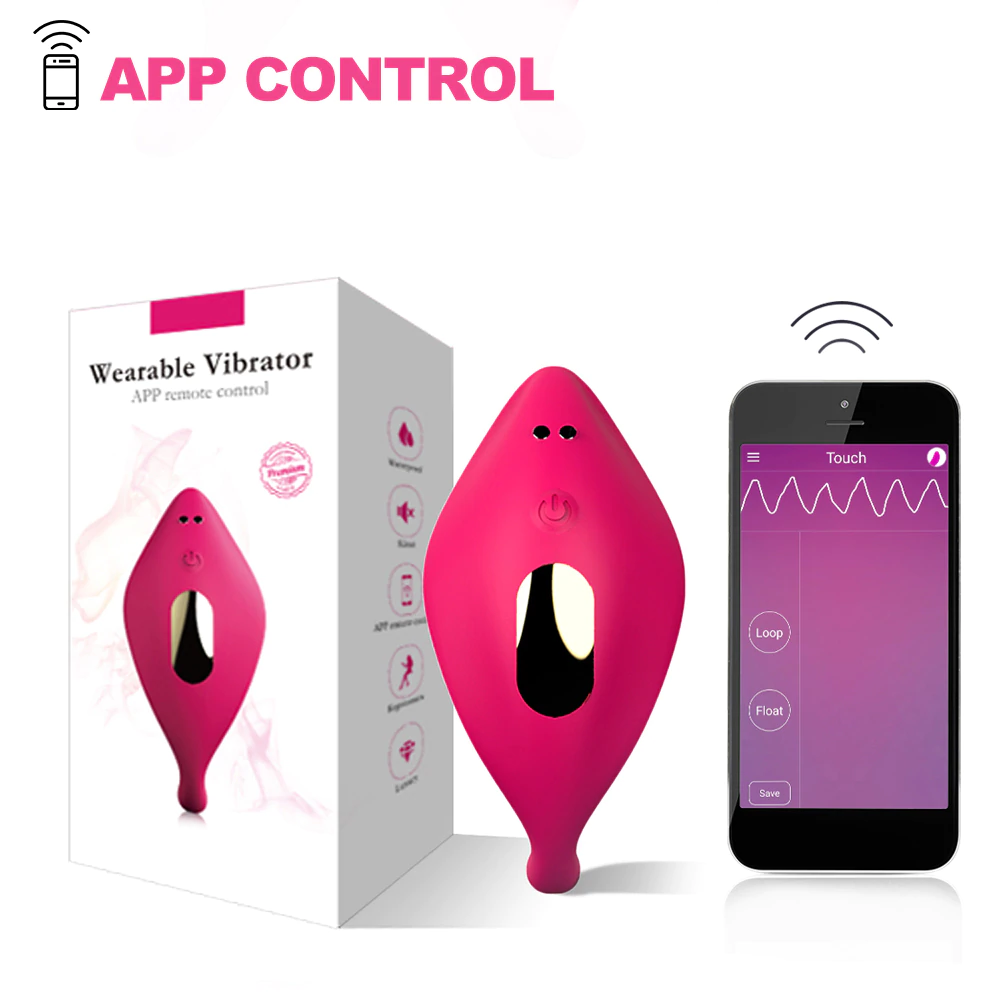 APP CONTROL
Wearable Vibrator
APP remote control
Premium
Waterproof
Touch
Loop
Float
Save